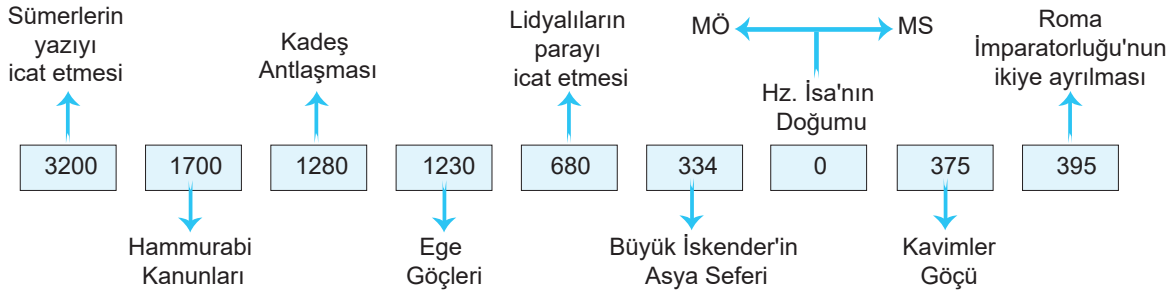 Sümerlerin
yazıyı
icat etmesi
Kadeş
Antlaşması
Lidyalıların
parayı
icat etmesi
MÖ
MS
Hz. İsa'nın
Doğumu
Roma
İmparatorluğu'nun
ikiye ayrılması
3200 1700 1280 1230 680 334 0 375 395
Hammurabi
Kanunları
Ege
Göçleri
Büyük İskender'in
Asya Seferi
Kavimler
Göçü